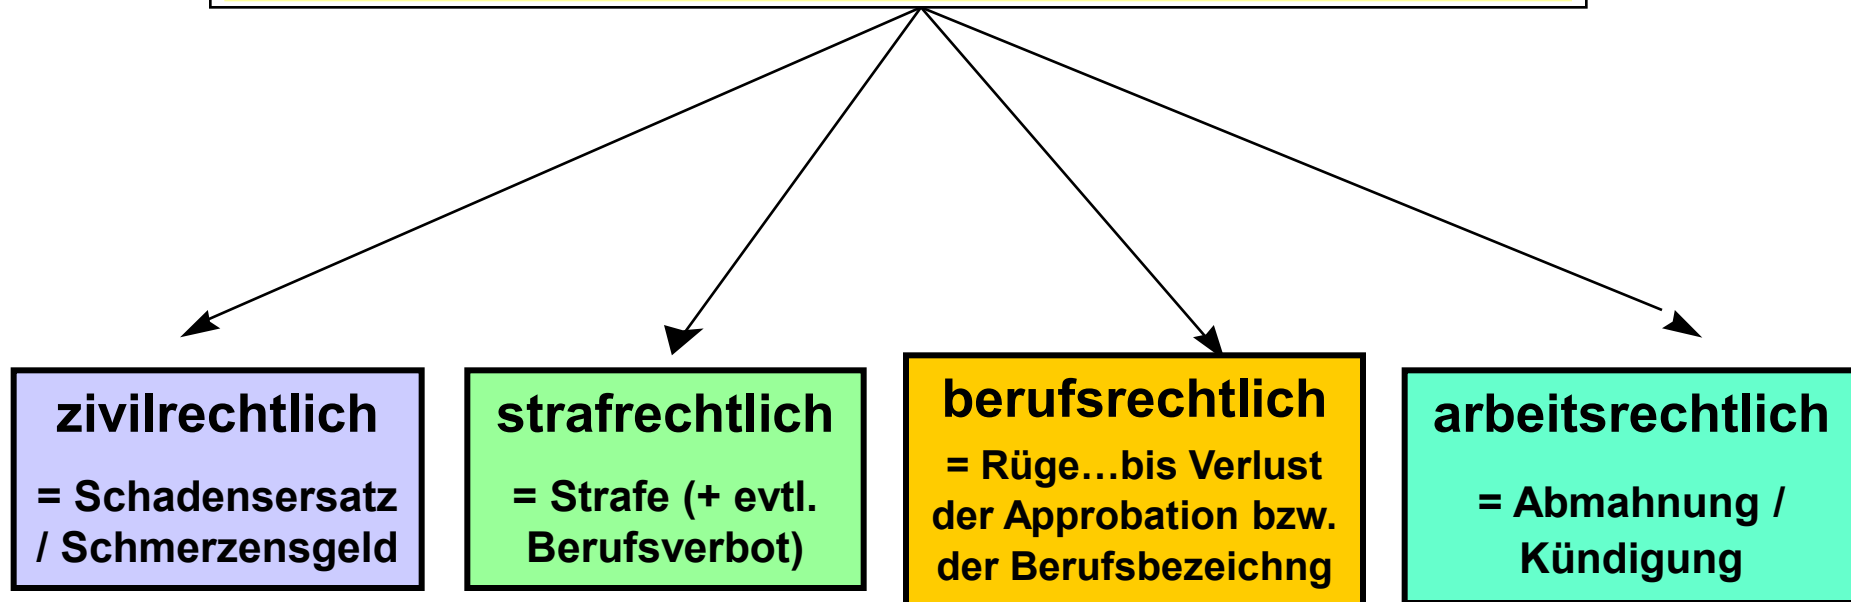 zivilrechtlich
= Schadensersatz
/ Schmerzensgeld
strafrechtlich
= Strafe (+ evtl.
Berufsverbot)
berufsrechtlich
= Rüge…bis Verlust
der Approbation bzw.
der Berufsbezeichng
arbeitsrechtlich
= Abmahnung /
Kündigung